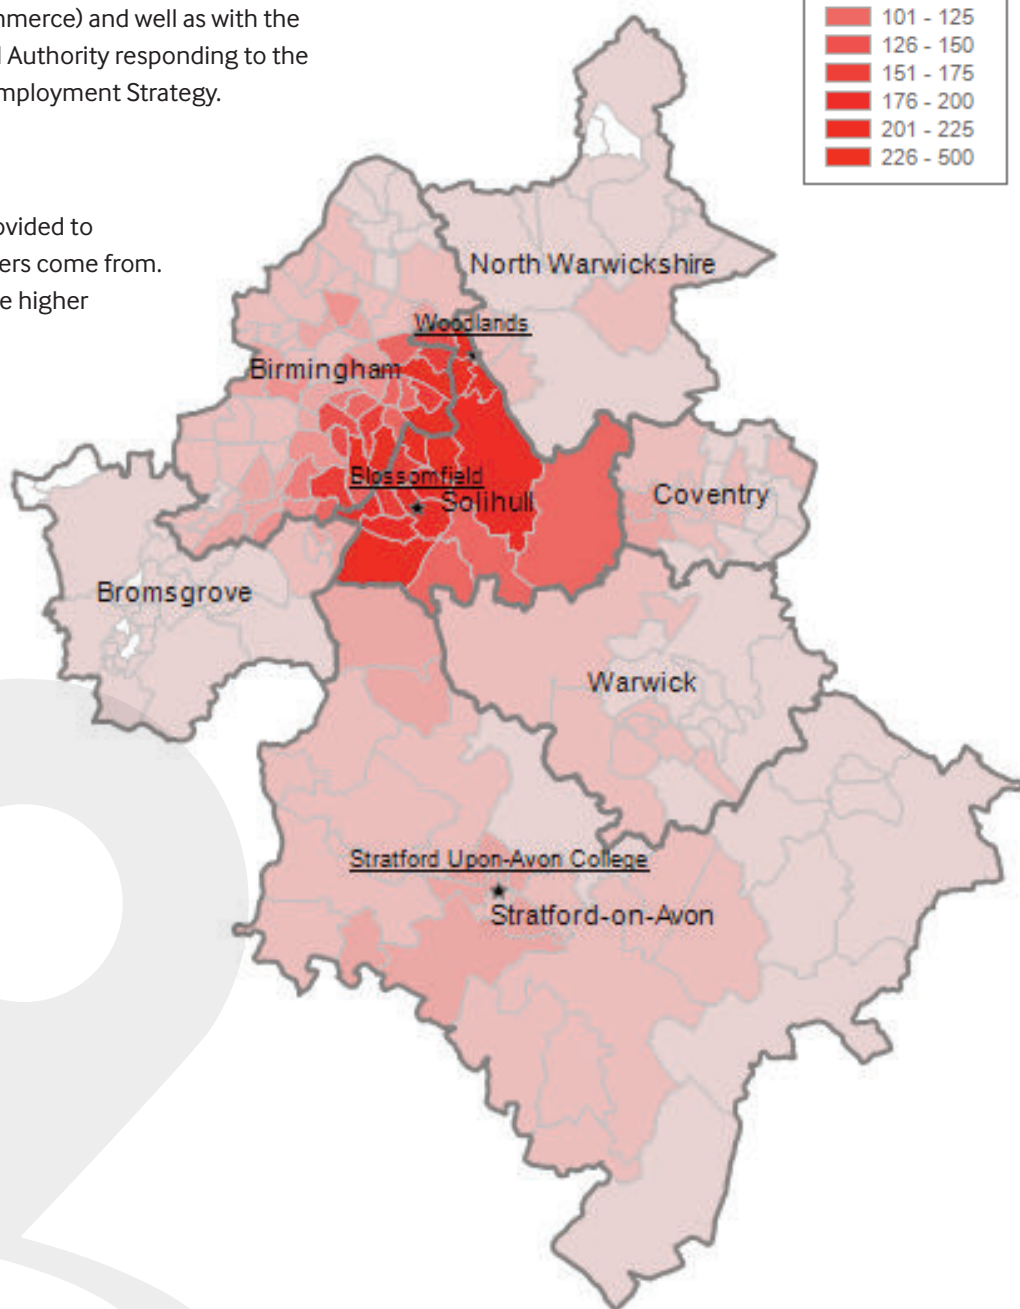 mmerce) and well as with the
Authority responding to the
mployment Strategy.
ovided to
ers come from.
e higher
101 - 125
126 - 150
151 - 175
176 - 200
201 - 225
226 - 500
North Warwickshire
Woodlands
Birmingham
Blossomfield
Solihull
Coventry
Bromsgrove
Warwick
Stratford Upon-Avon College
Stratford-on-Avon